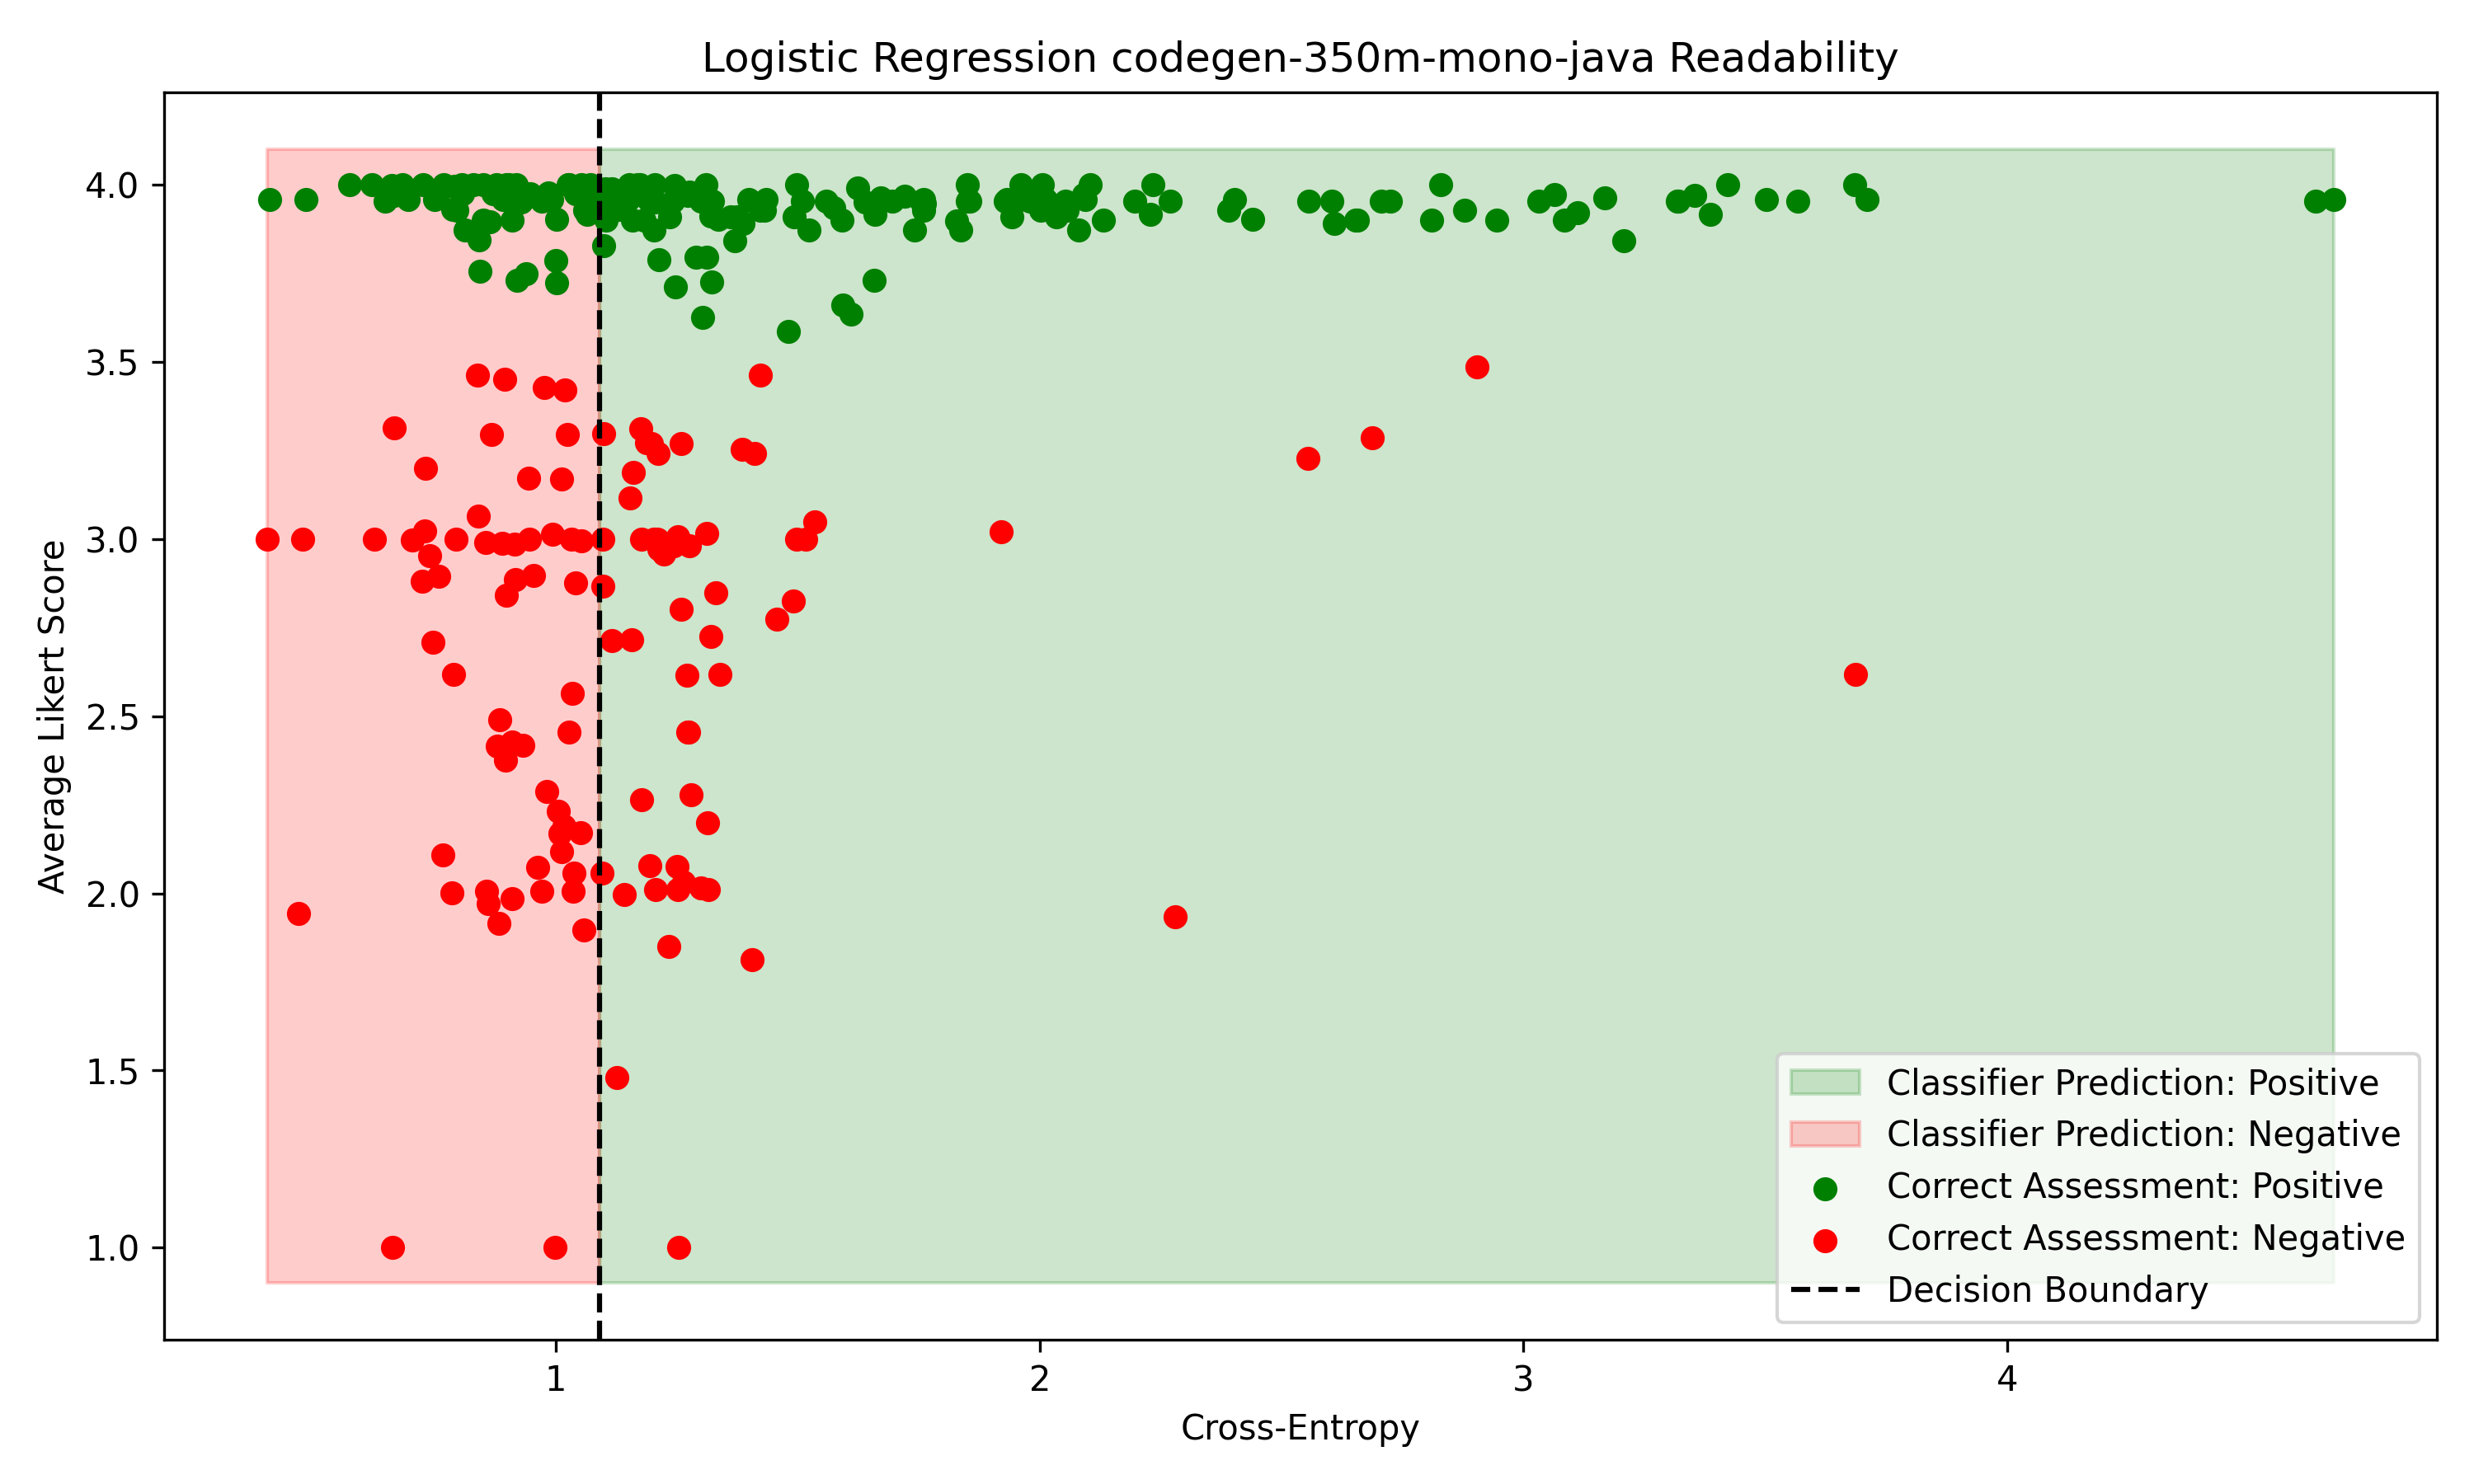 Logistic Regression codegen-350m-mono-java Readability
Average Likert Score
4.0
3.5
3.0
2.5
2.0
1.5
1.0
Classifier Prediction: Positive
Classifier Prediction: Negative
Correct Assessment: Positive
Correct Assessment: Negative
Decision Boundary
1 2 3 4
Cross-Entropy